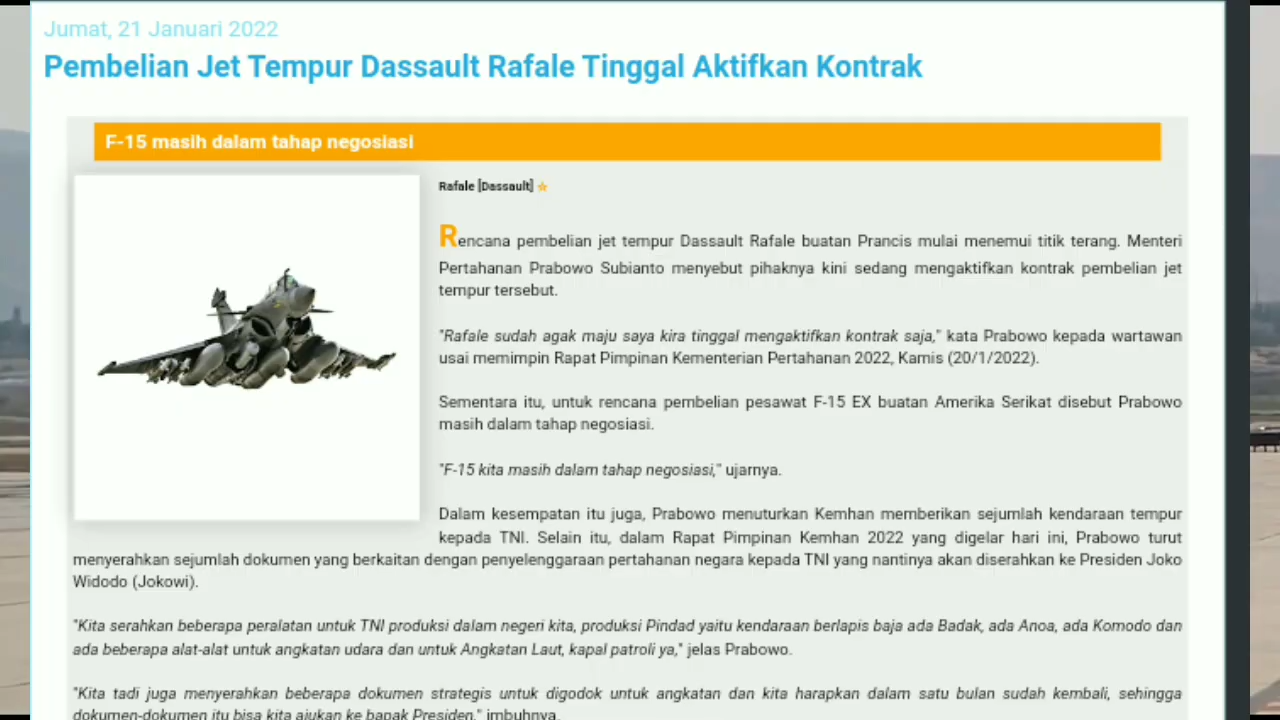 Jumat, 21 Januari 2022
Pembelian Jet Tempur Dassault Rafale Tinggal Aktifkan Kontrak
F-15 masih dalam tahap negosiasi
Rafale [Dassault] ☆
Rencana pembelian jet tempur Dassault Rafale buatan Prancis mulai menemui titik terang. Menteri
Pertahanan Prabowo Subianto menyebut pihaknya kini sedang mengaktifkan kontrak pembelian jet
tempur tersebut.
"Rafale sudah agak maju saya kira tinggal mengaktifkan kontrak saja," kata Prabowo kepada wartawan
usai memimpin Rapat Pimpinan Kementerian Pertahanan 2022, Kamis (20/1/2022).
Sementara itu, untuk rencana pembelian pesawat F-15 EX buatan Amerika Serikat disebut Prabowo
masih dalam tahap negosiasi.
"F-15 kita masih dalam tahap negosiasi," ujarnya.
Dalam kesempatan itu juga, Prabowo menuturkan Kemhan memberikan sejumlah kendaraan tempur
kepada TNI. Selain itu, dalam Rapat Pimpinan Kemhan 2022 yang digelar hari ini, Prabowo turut
menyerahkan sejumlah dokumen yang berkaitan dengan penyelenggaraan pertahanan negara kepada TNI yang nantinya akan diserahkan ke Presiden Joko
Widodo (Jokowi).
"Kita serahkan beberapa peralatan untuk TNI produksi dalam negeri kita, produksi Pindad yaitu kendaraan berlapis baja ada Badak, ada Anoa, ada Komodo dan
ada beberapa alat-alat untuk angkatan udara dan untuk Angkatan Laut, kapal patroli ya," jelas Prabowo.
"Kita tadi juga menyerahkan beberapa dokumen strategis untuk digodok untuk angkatan dan kita harapkan dalam satu bulan sudah kembali, sehingga
dokumen-dokumen itu bisa kita ajukan ke bapak Presiden," imbuhnya.